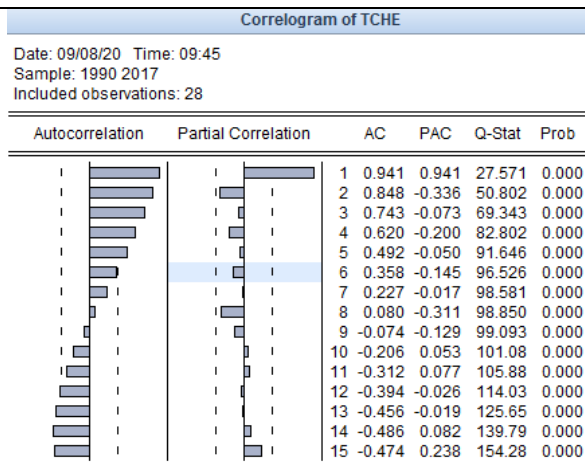 Correlogram of TCHE
Date: 09/08/20 Time: 09:45
Sample: 1990 2017
Included observations: 28
Autocorrelation Partial Correlation AC PAC Q-Stat Prob
1 0.941 0.941 27.571 0.000
2 0.848 -0.336 50.802 0.000
3 0.743 -0.073 69.343 0.000
4 0.620 -0.200 82.802 0.000
5 0.492 -0.050 91.646 0.000
6 0.358 -0.145 96.526 0.000
7 0.227 -0.017 98.581 0.000
8 0.080 -0.311 98.850 0.000
9 -0.074 -0.129 99.093 0.000
10 -0.206 0.053 101.08 0.000
11 -0.312 0.077 105.88 0.000
12 -0.394 -0.026 114.03 0.000
13 -0.456 -0.019 125.65 0.000
14 -0.486 0.082 139.79 0.000
15 -0.474 0.238 154.28 0.000